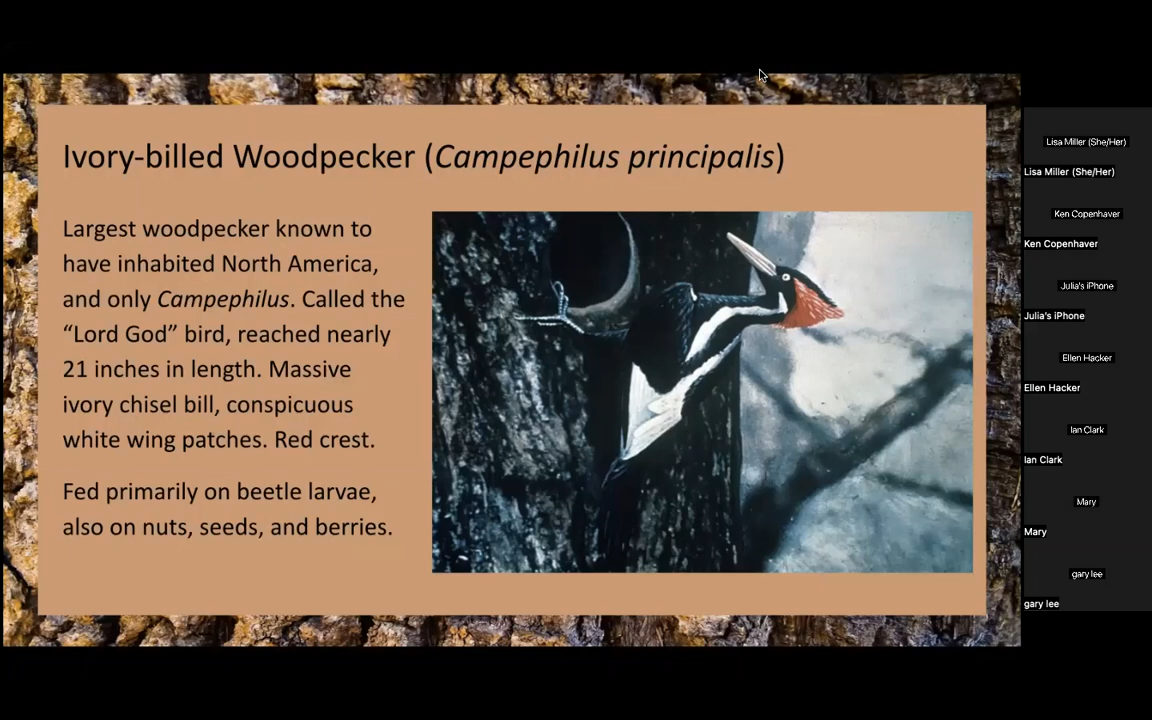 Ivory-billed Woodpecker (Campephilus principalis)
Largest woodpecker known to
have inhabited North America,
and only Campephilus. Called the
“Lord God” bird, reached nearly
21 inches in length. Massive
ivory chisel bill, conspicuous
white wing patches. Red crest.
Fed primarily on beetle larvae,
also on nuts, seeds, and berries.
Lisa Miller (She/Her)
Lisa Miller (She/Her)
Ken Copenhaver
Ken Copenhaver
Julia's iPhone
Julia's iPhone
Ellen Hacker
Ellen Hacker
Ian Clark
Ian Clark
Mary
Mary
gary lee
gary lee